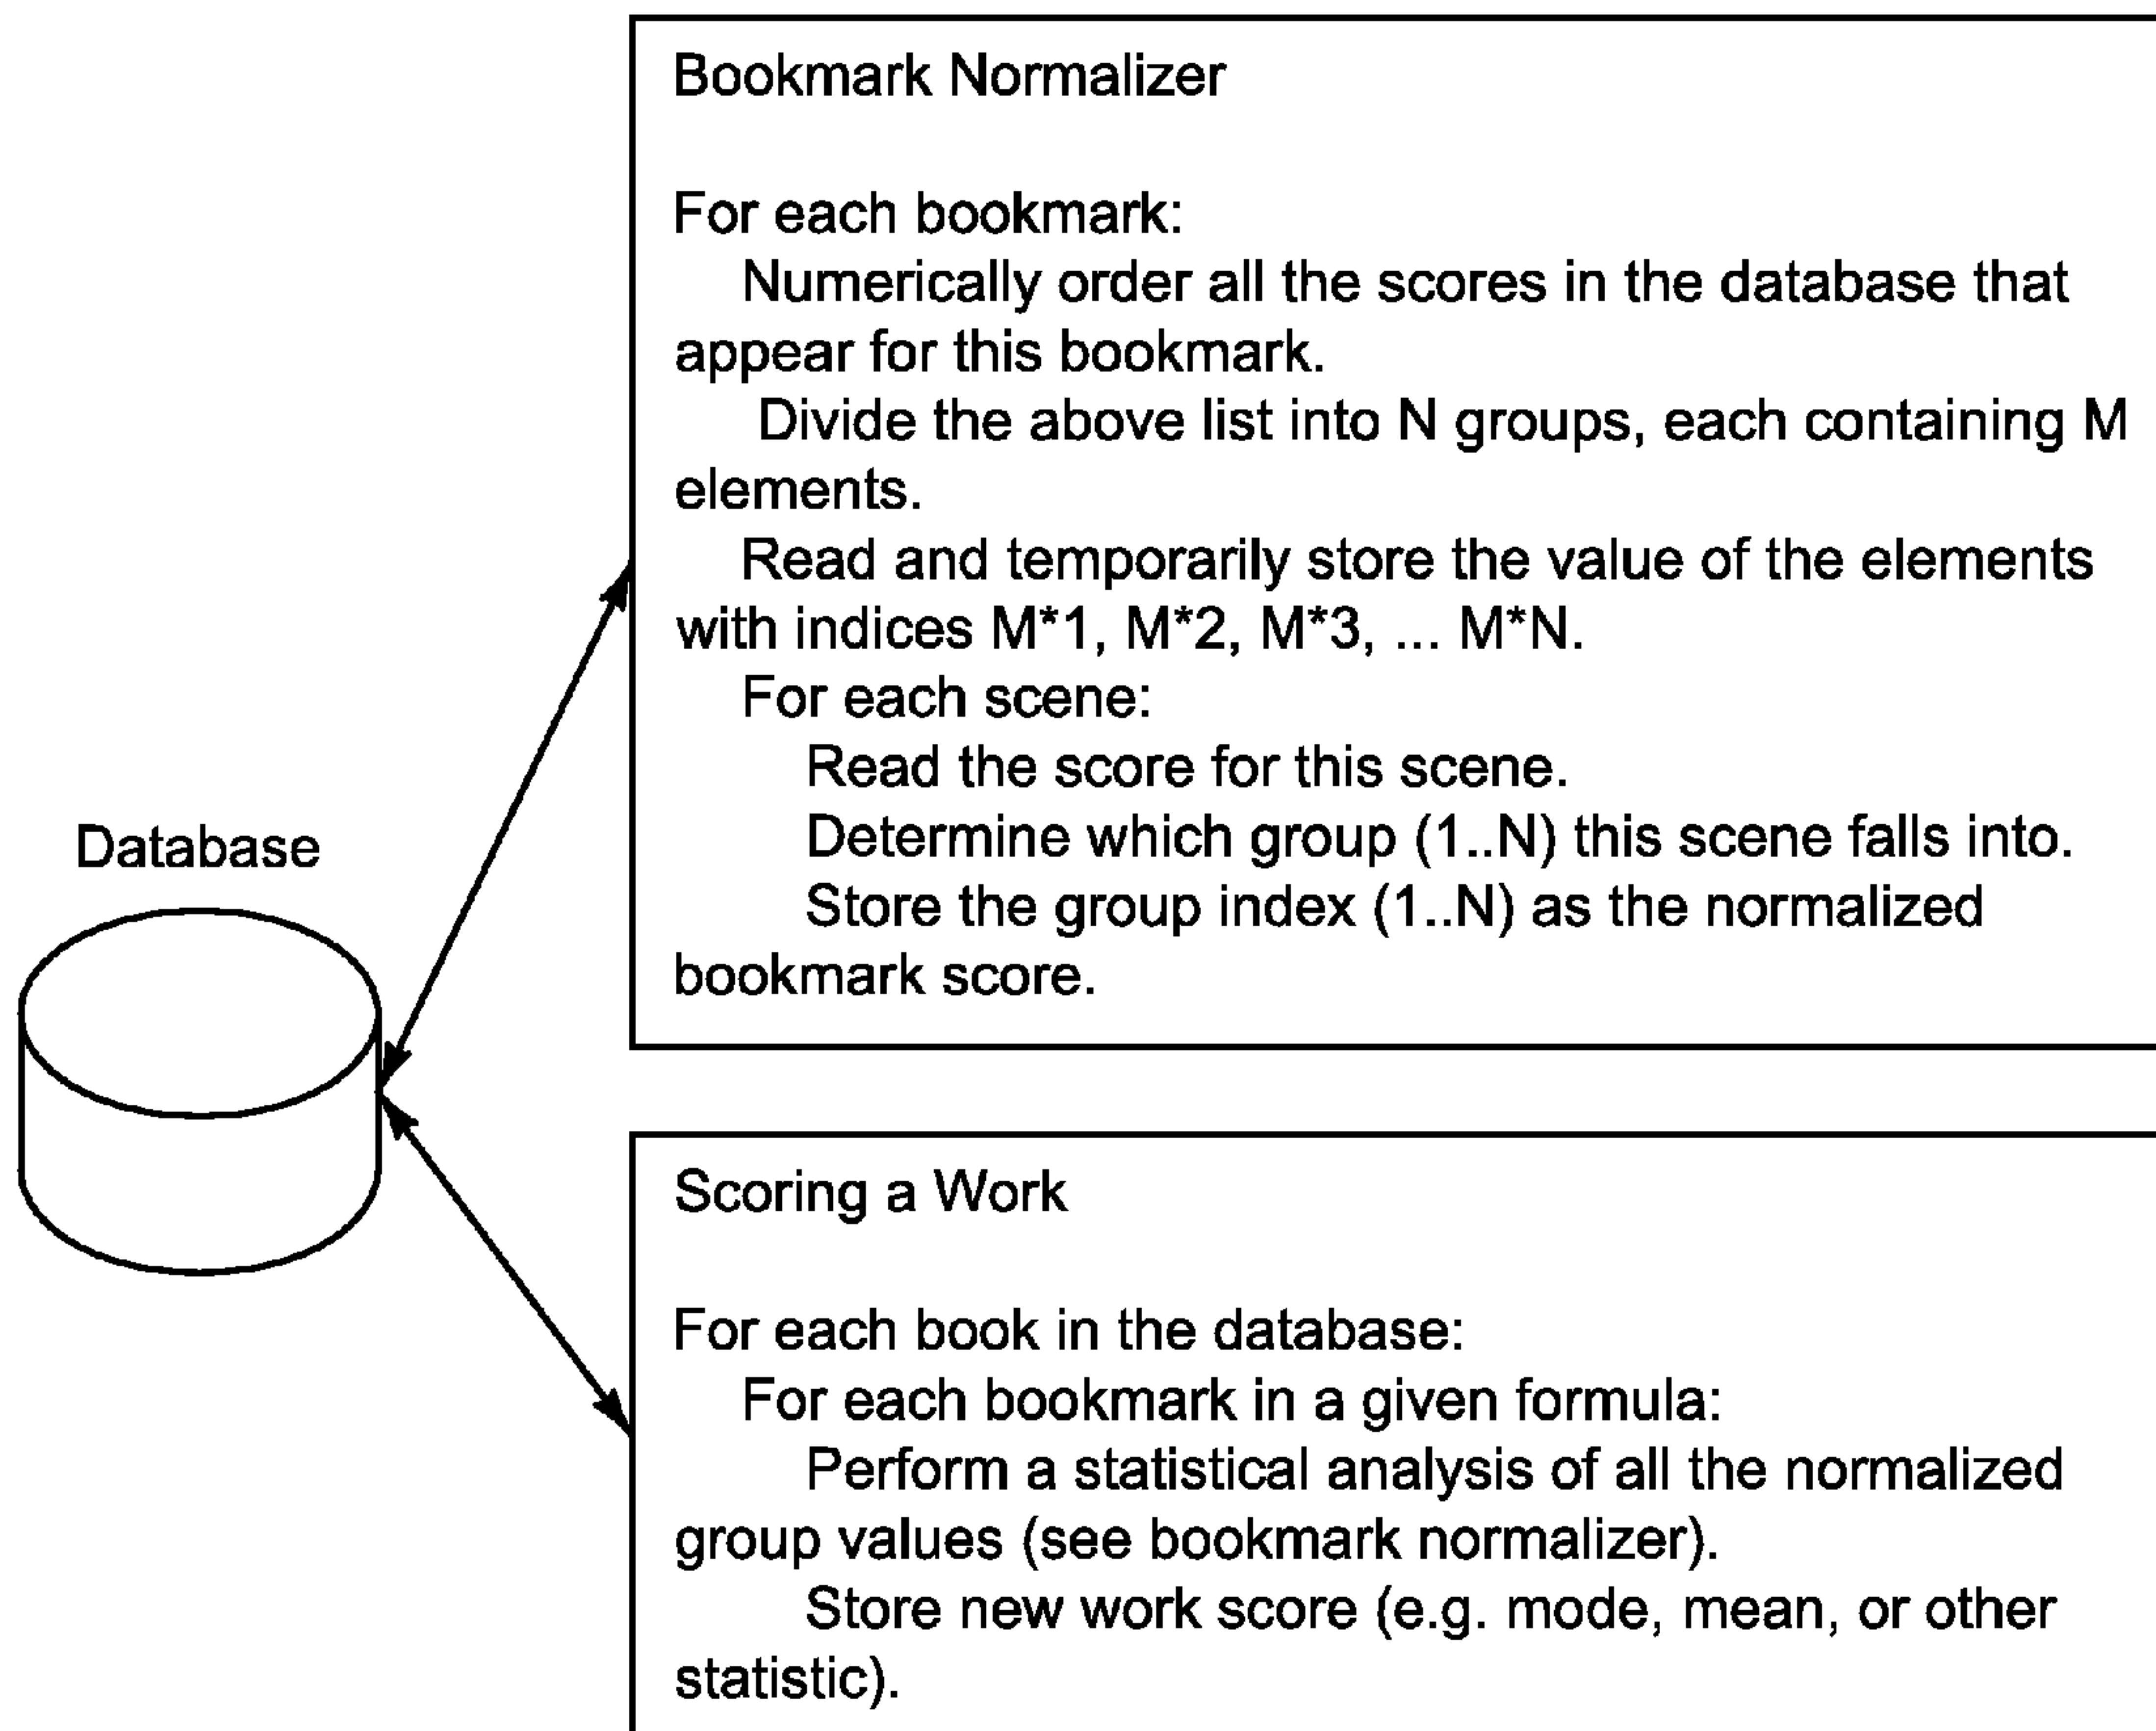 Bookmark Normalizer
For each bookmark:
Numerically order all the scores in the database that
appear for this bookmark.
Divide the above list into N groups, each containing M
elements.
Read and temporarily store the value of the elements
with indices M*1, M*2, M*3, ... M*N.
For each scene:
Read the score for this scene.
Determine which group (1..N) this scene falls into.
Store the group index (1..N) as the normalized
bookmark score.
Database
Scoring a Work
For each book in the database:
For each bookmark in a given formula:
Perform a statistical analysis of all the normalized
group values (see bookmark normalizer).
Store new work score (e.g. mode, mean, or other
statistic).